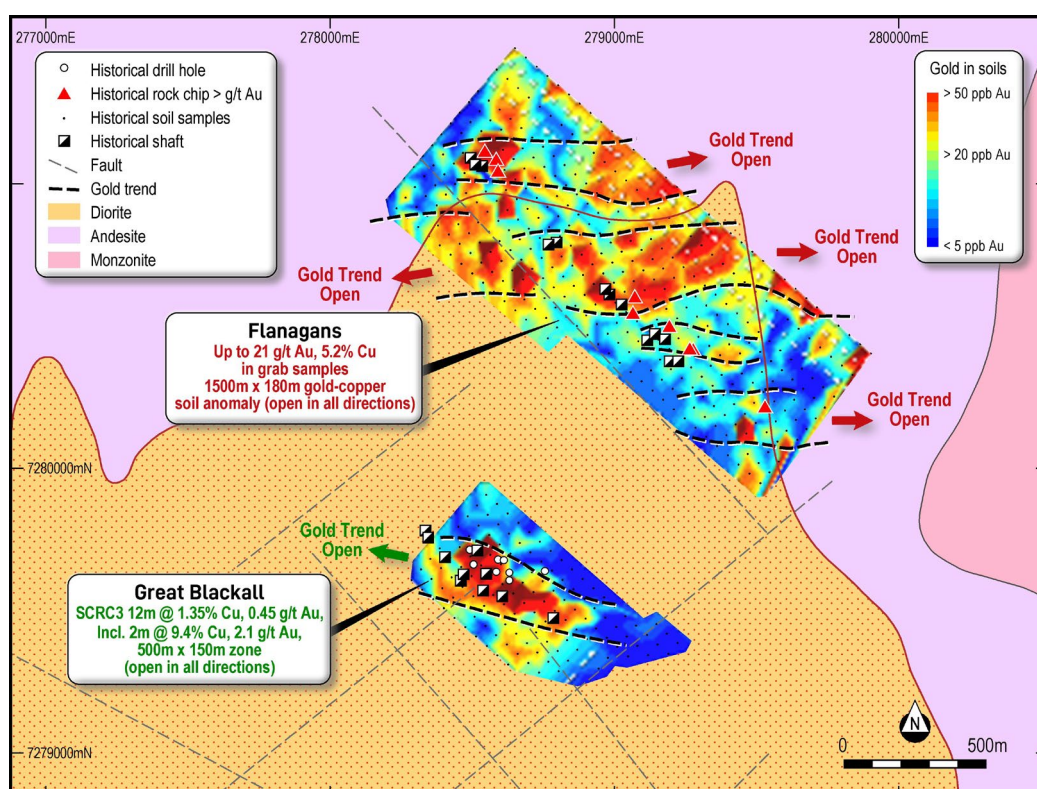 277000mE
278000mE
279000mE
280000mE
Historical drill hole
Historical rock chip > g/t Au
Historical soil samples
Historical shaft
Fault
Gold trend
Diorite
Andesite
Monzonite
Gold in soils
> 50 ppb Au
> 20 ppb Au
< 5 ppb Au
Gold Trend
Open
Gold Trend
Open
Gold Trend
Open
Flanagans
Up to 21 g/t Au, 5.2% Cu
in grab samples
1500m x 180m gold-copper
soil anomaly (open in all directions)
Gold Trend
Open
7280000mN
Gold Trend
Open
Great Blackall
SCRC3 12m @ 1.35% Cu, 0.45 g/t Au,
Incl. 2m @ 9.4% Cu, 2.1 g/t Au,
500m x 150m zone
(open in all directions)
N
0
500m
7279000mN